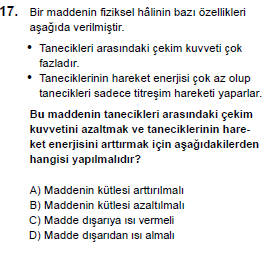 17. Bir maddenin fiziksel hâlinin bazı özellikleri
aşağıda verilmiştir.
• Tanecikleri arasındaki çekim kuvveti çok
fazladır.
• Taneciklerinin hareket enerjisi çok az olup
tanecikleri sadece titreşim hareketi yaparlar.
Bu maddenin tanecikleri arasındaki çekim
kuvvetini azaltmak ve taneciklerinin hare-
ket enerjisini arttırmak için aşağıdakilerden
hangisi yapılmalıdır?
A) Maddenin kütlesi arttırılmalı
B) Maddenin kütlesi azaltılmalı
C) Madde dışarıya ısı vermeli
D) Madde dışarıdan ısı almalı